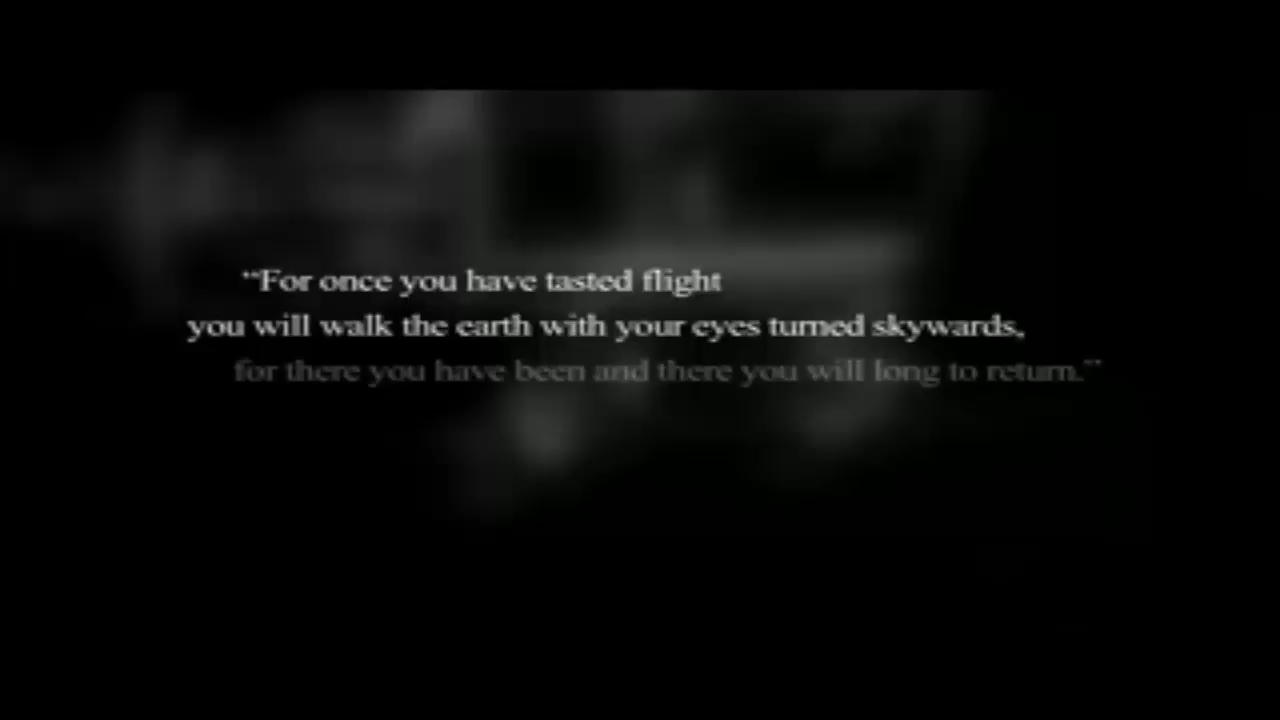 “For once you have tasted flight
you will walk the earth with your eyes turned skywards,
for there you have been and there you will long to return.”